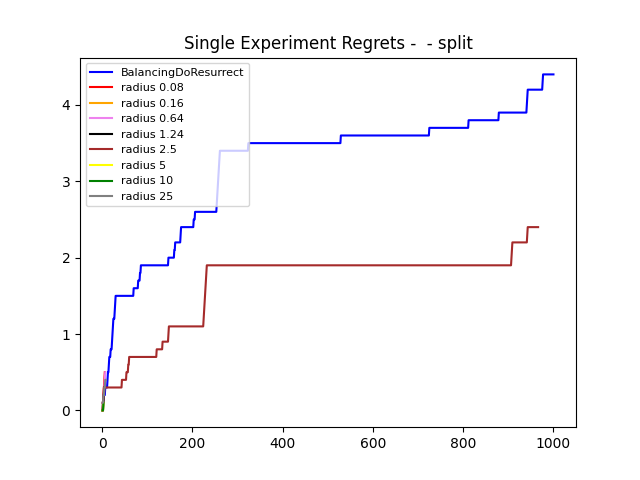 Single Experiment Regrets -  - split
BalancingDoResurrect
radius 0.08
radius 0.16
radius 0.64
radius 1.24
radius 2.5
radius 5
radius 10
radius 25
4
3
2
1
0
0 200 400 600 800 1000